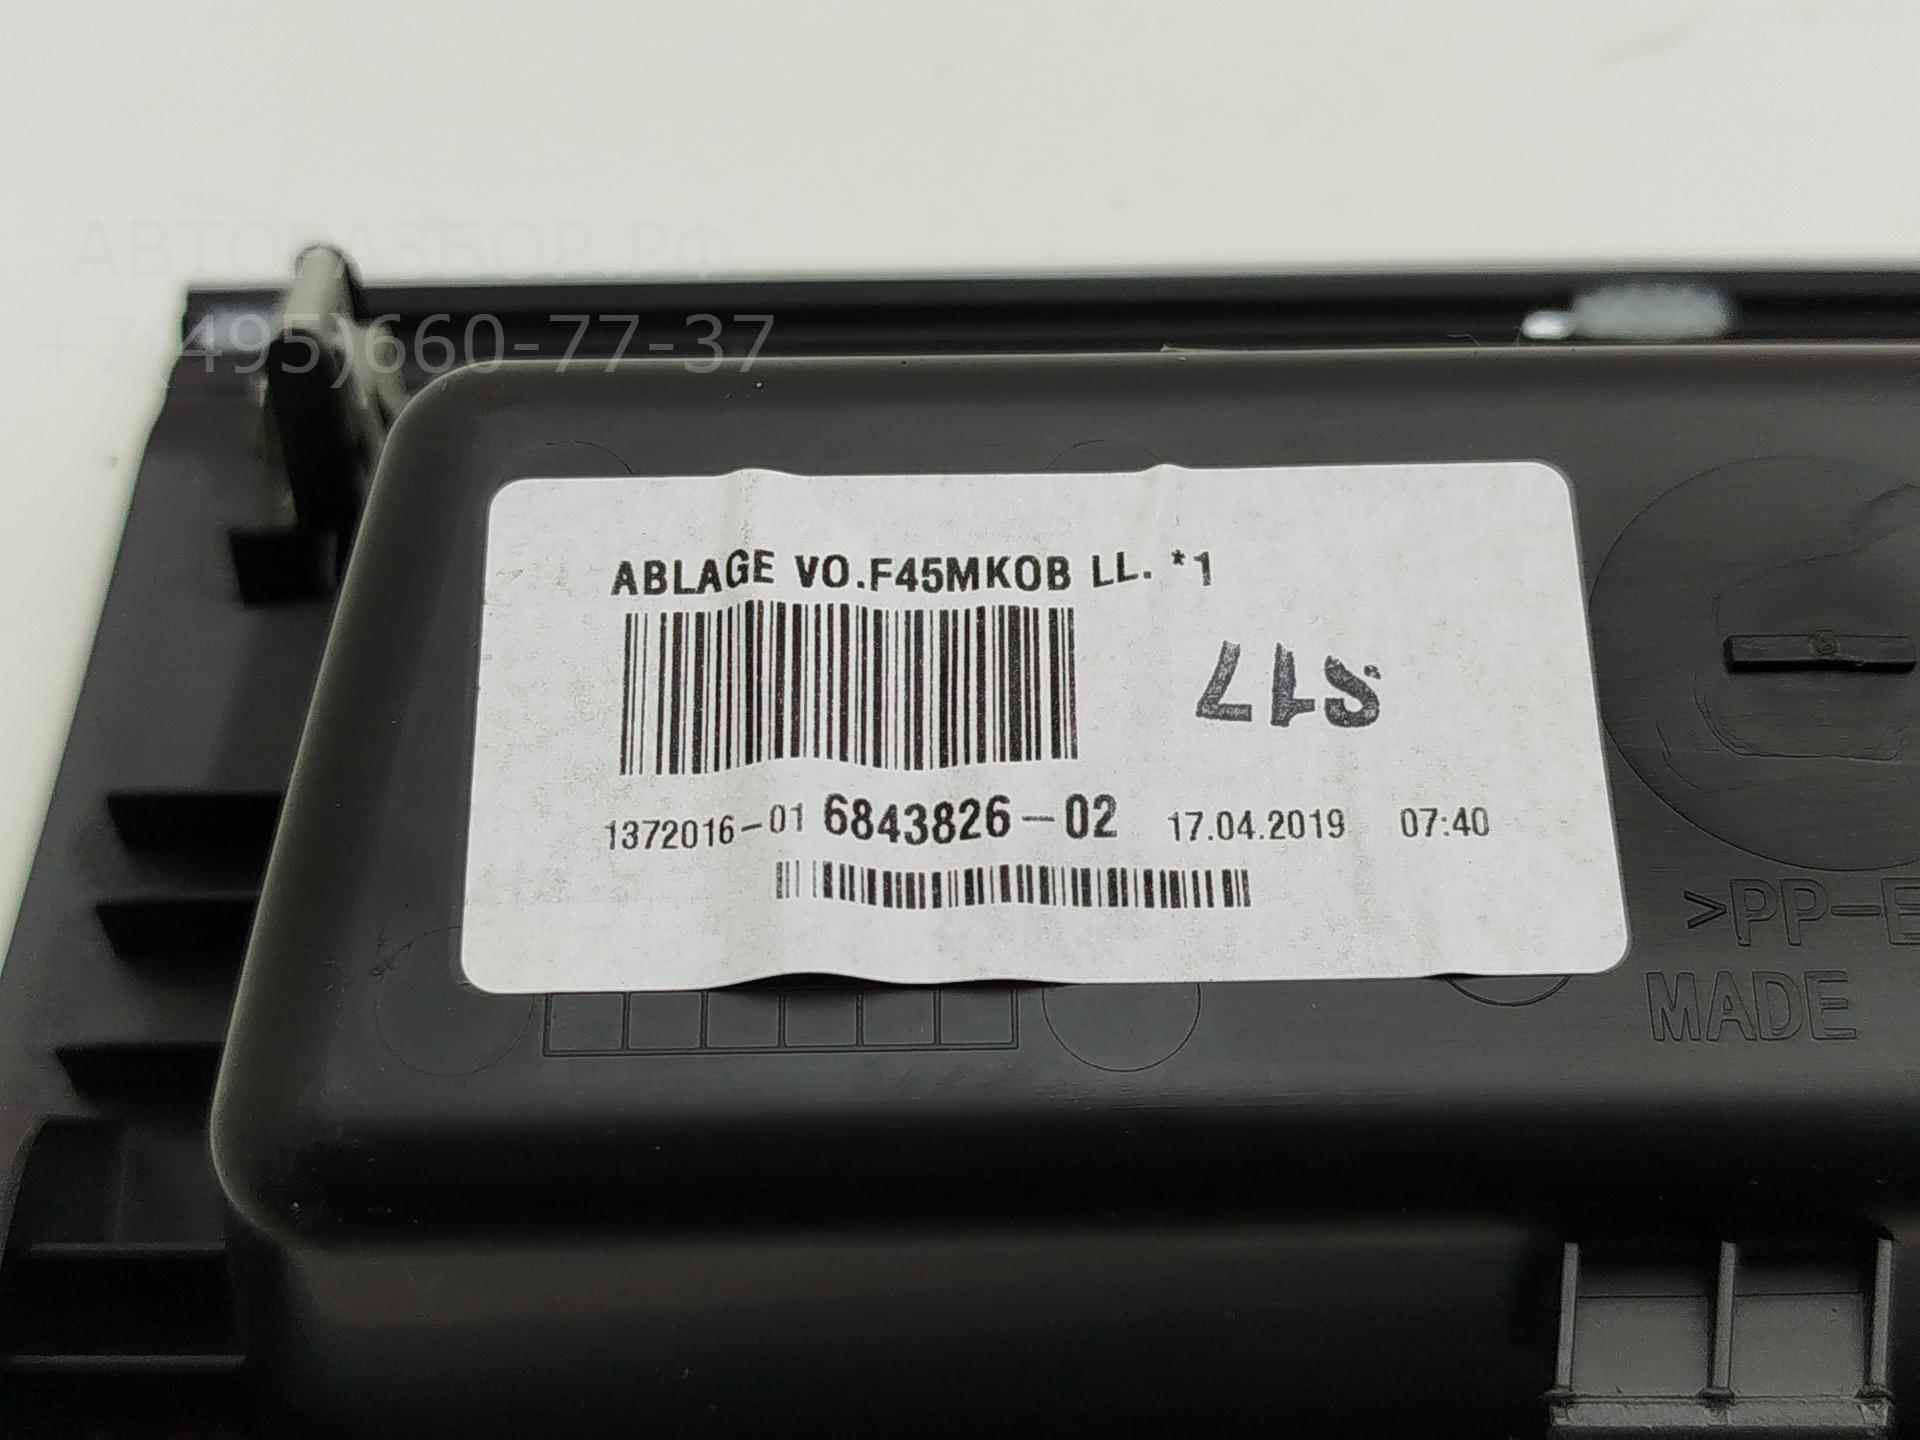 АВТОРАЗБОР.РФ
+7(495)660-77-37
ABLAGE VO.F45MKOB LL. *1
S17
1372016-01 6843826-02 17.04.2019 07:40
>PP-E
MADE